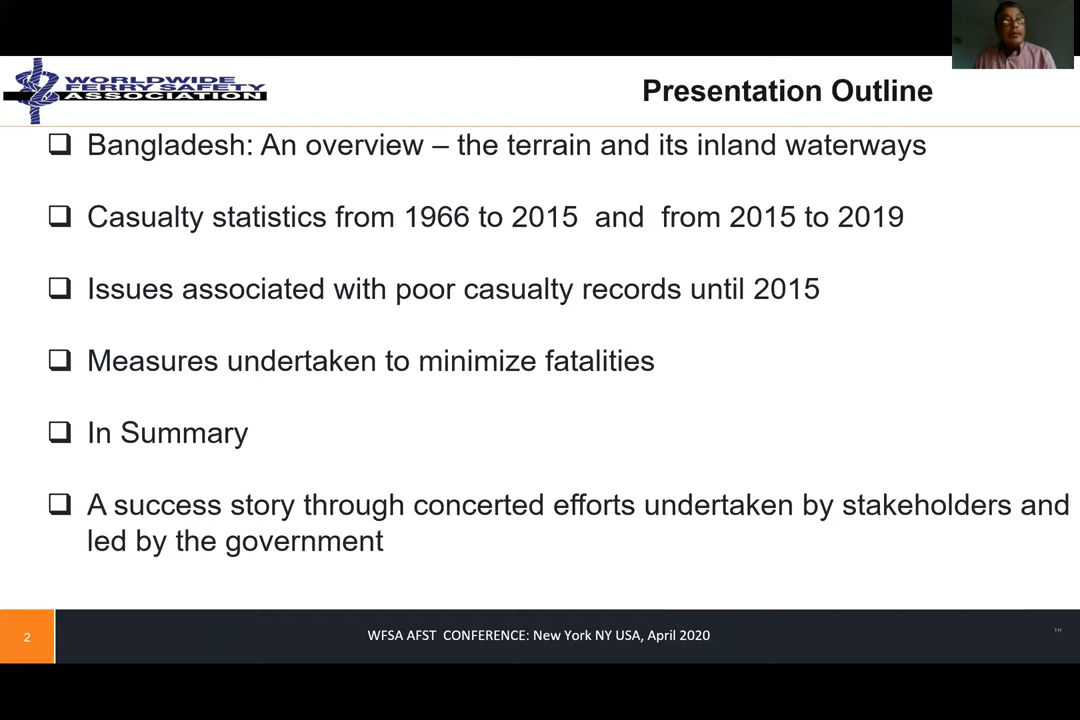 WORLDWIDE
FERRY SAFETY
ASSOCIATION
Presentation Outline
Bangladesh: An overview – the terrain and its inland waterways
Casualty statistics from 1966 to 2015  and  from 2015 to 2019
Issues associated with poor casualty records until 2015
Measures undertaken to minimize fatalities
In Summary
A success story through concerted efforts undertaken by stakeholders and
led by the government
2
WFSA AFST  CONFERENCE: New York NY USA, April 2020
TM